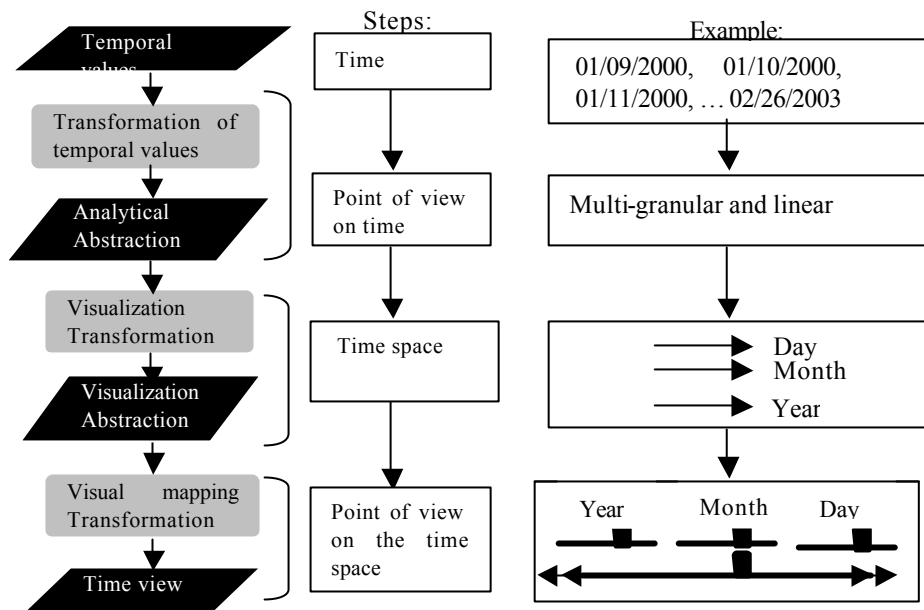 Temporal
values
Transformation of
temporal values
Analytical
Abstraction
Visualization
Transformation
Visualization
Abstraction
Visual mapping
Transformation
Time view
Steps:
Time
Point of view
on time
Time space
Point of view
on the time
space
Example:
01/09/2000, 01/10/2000,
01/11/2000, … 02/26/2003
Multi-granular and linear
Day
Month
Year
Year Month Day